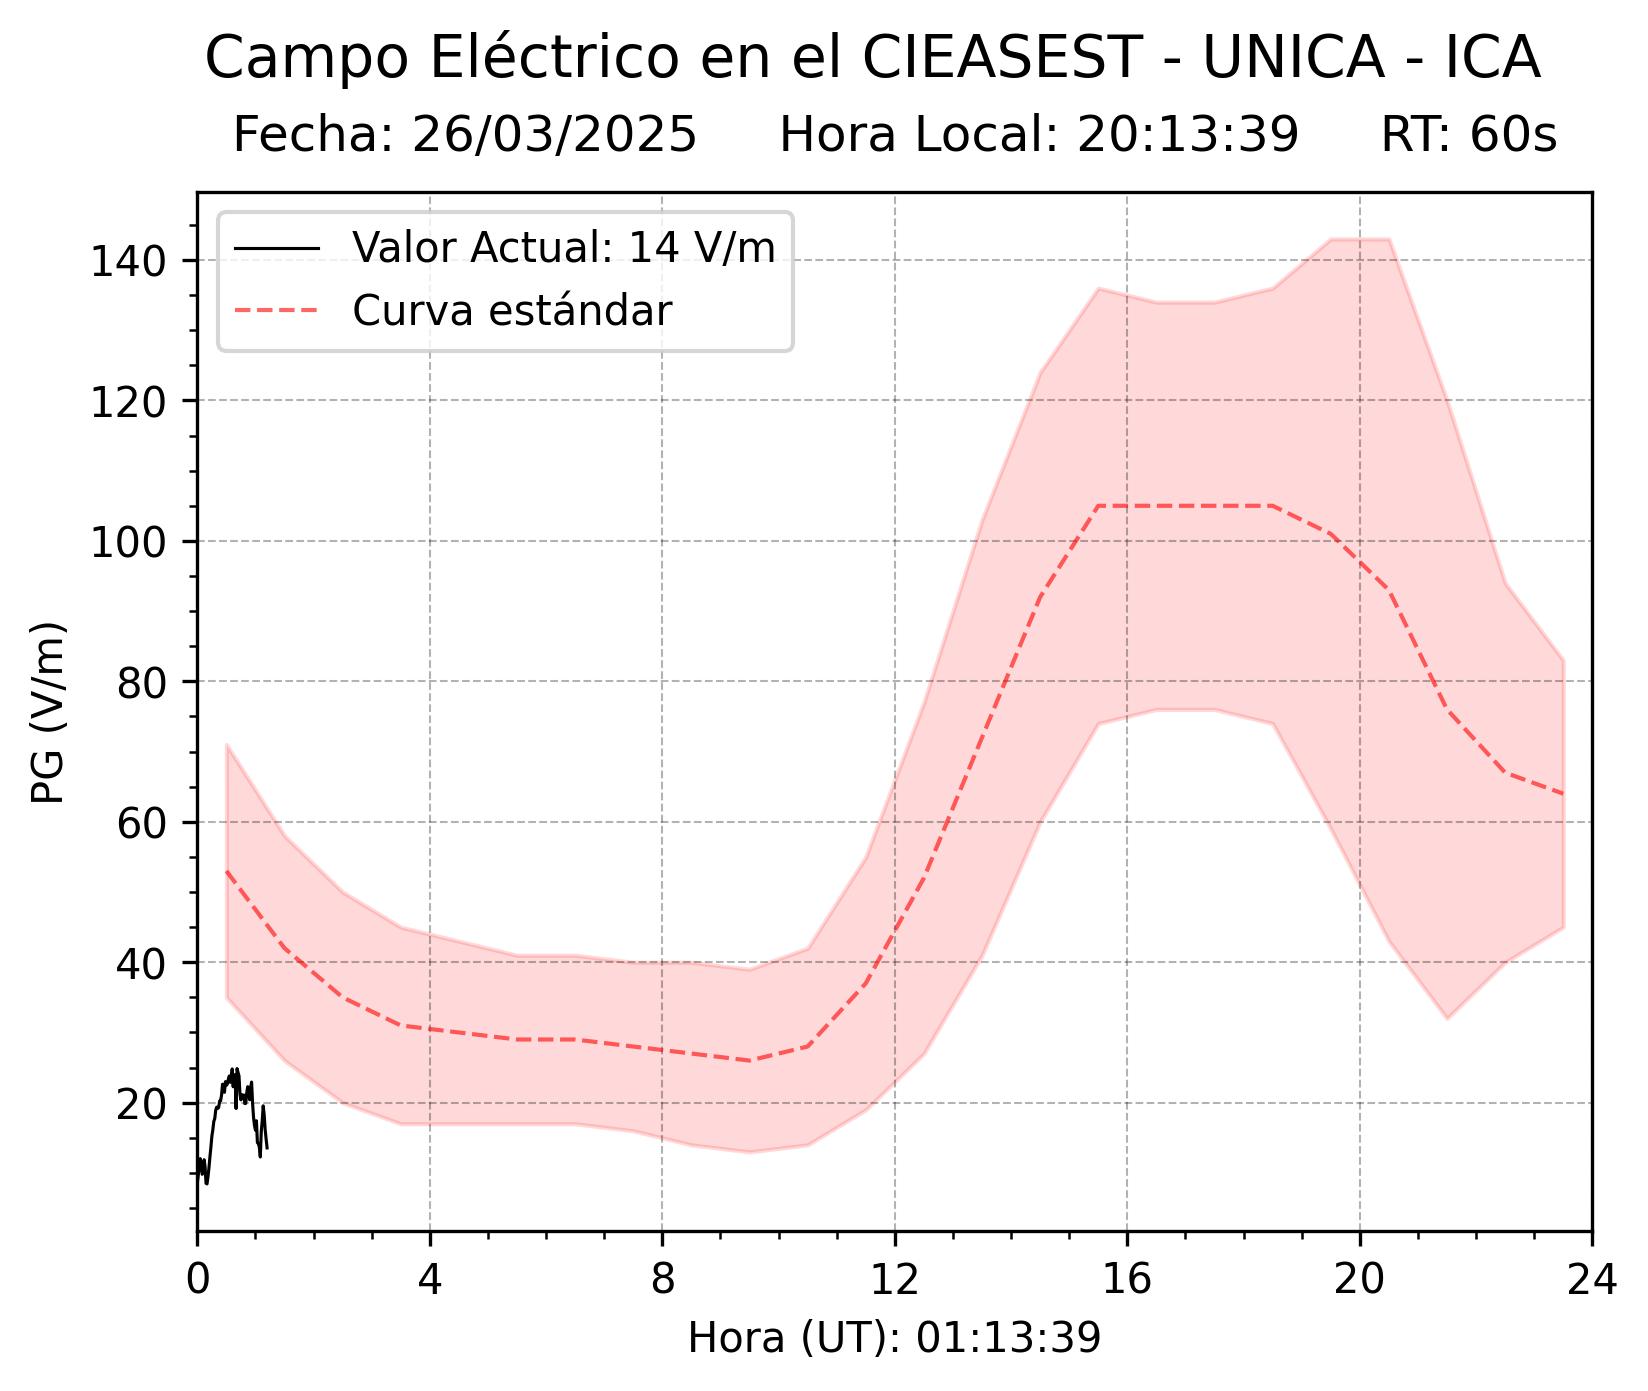 Campo Eléctrico en el CIEASEST - UNICA - ICA
Fecha: 26/03/2025 Hora Local: 20:13:39 RT: 60s
Valor Actual: 14 V/m
Curva estándar
140
120
100
80
60
40
20
PG (V/m)
0 4 8 12 16 20 24
Hora (UT): 01:13:39